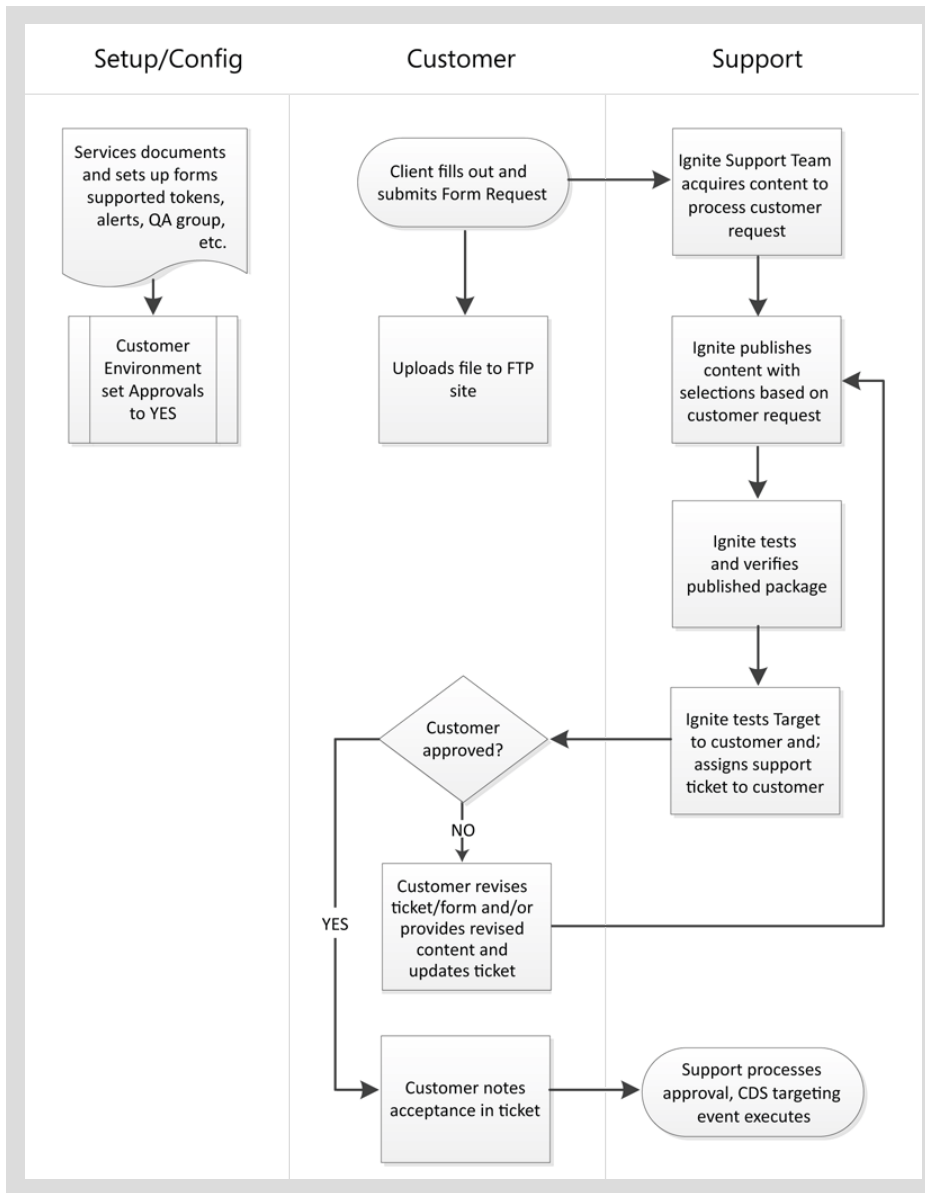 Setup/Config
Customer
Support
Services documents
and sets up forms
supported tokens,
alerts, QA group,
etc.
Customer
Environment
set Approvals
to YES
Client fills out and
submits Form Request
Uploads file to FTP
site
Ignite Support Team
acquires content to
process customer
request
Ignite publishes
content with
selections based on
customer request
Ignite tests
and verifies
published package
Ignite tests Target
to customer and;
assigns support
ticket to customer
Customer
approved?
NO
Customer revises
ticket/form and/or
provides revised
content and
updates ticket
YES
Customer notes
acceptance in ticket
Support processes
approval, CDS targeting
event executes